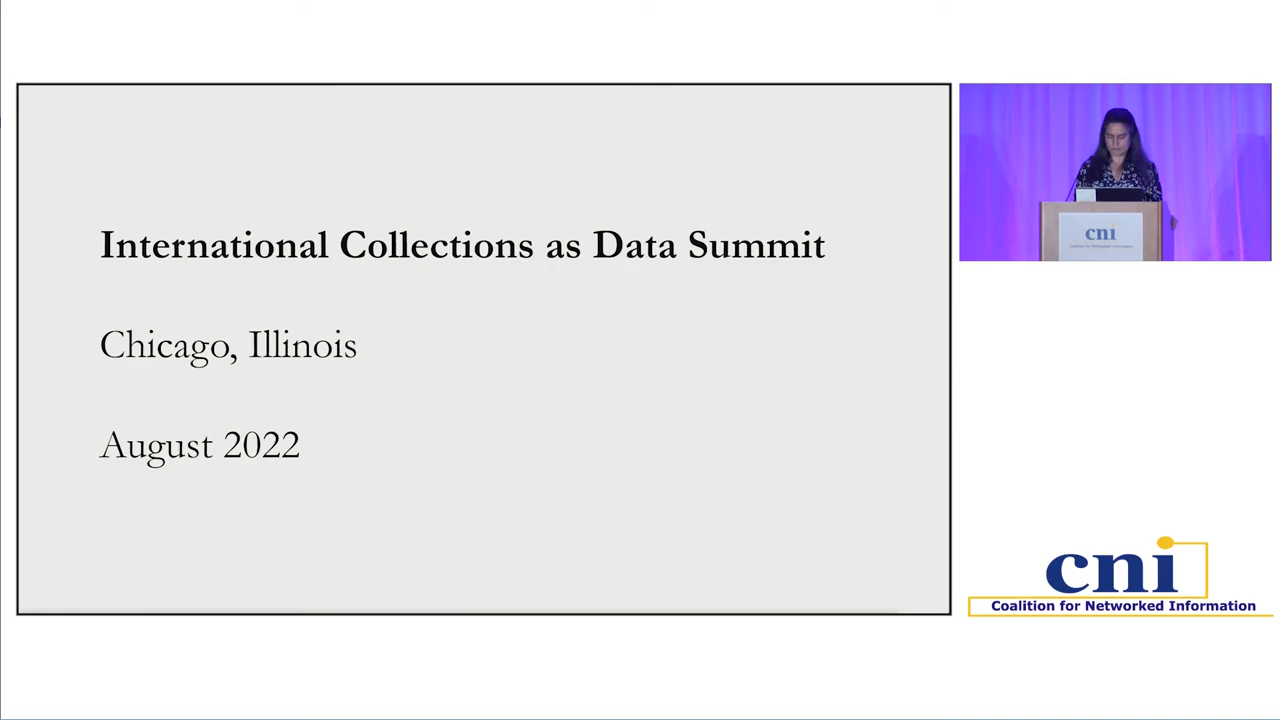 International Collections as Data Summit
Chicago, Illinois
August 2022
cni
cni
Coalition for Networked Information